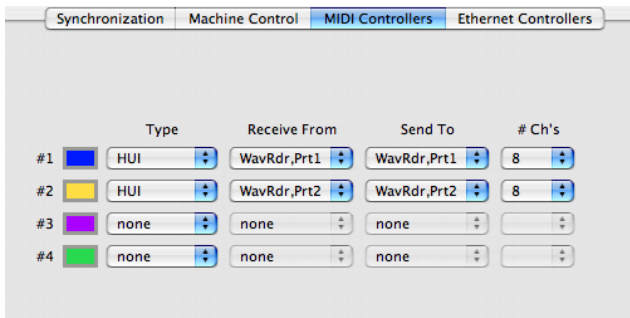 Synchronization Machine Control MIDI Controllers Ethernet Controllers
Type Receive From Send To # Ch's
#1 HUI WavRdr,Prt1 WavRdr,Prt1 8
#2 HUI WavRdr,Prt2 WavRdr,Prt2 8
#3 none none none
#4 none none none